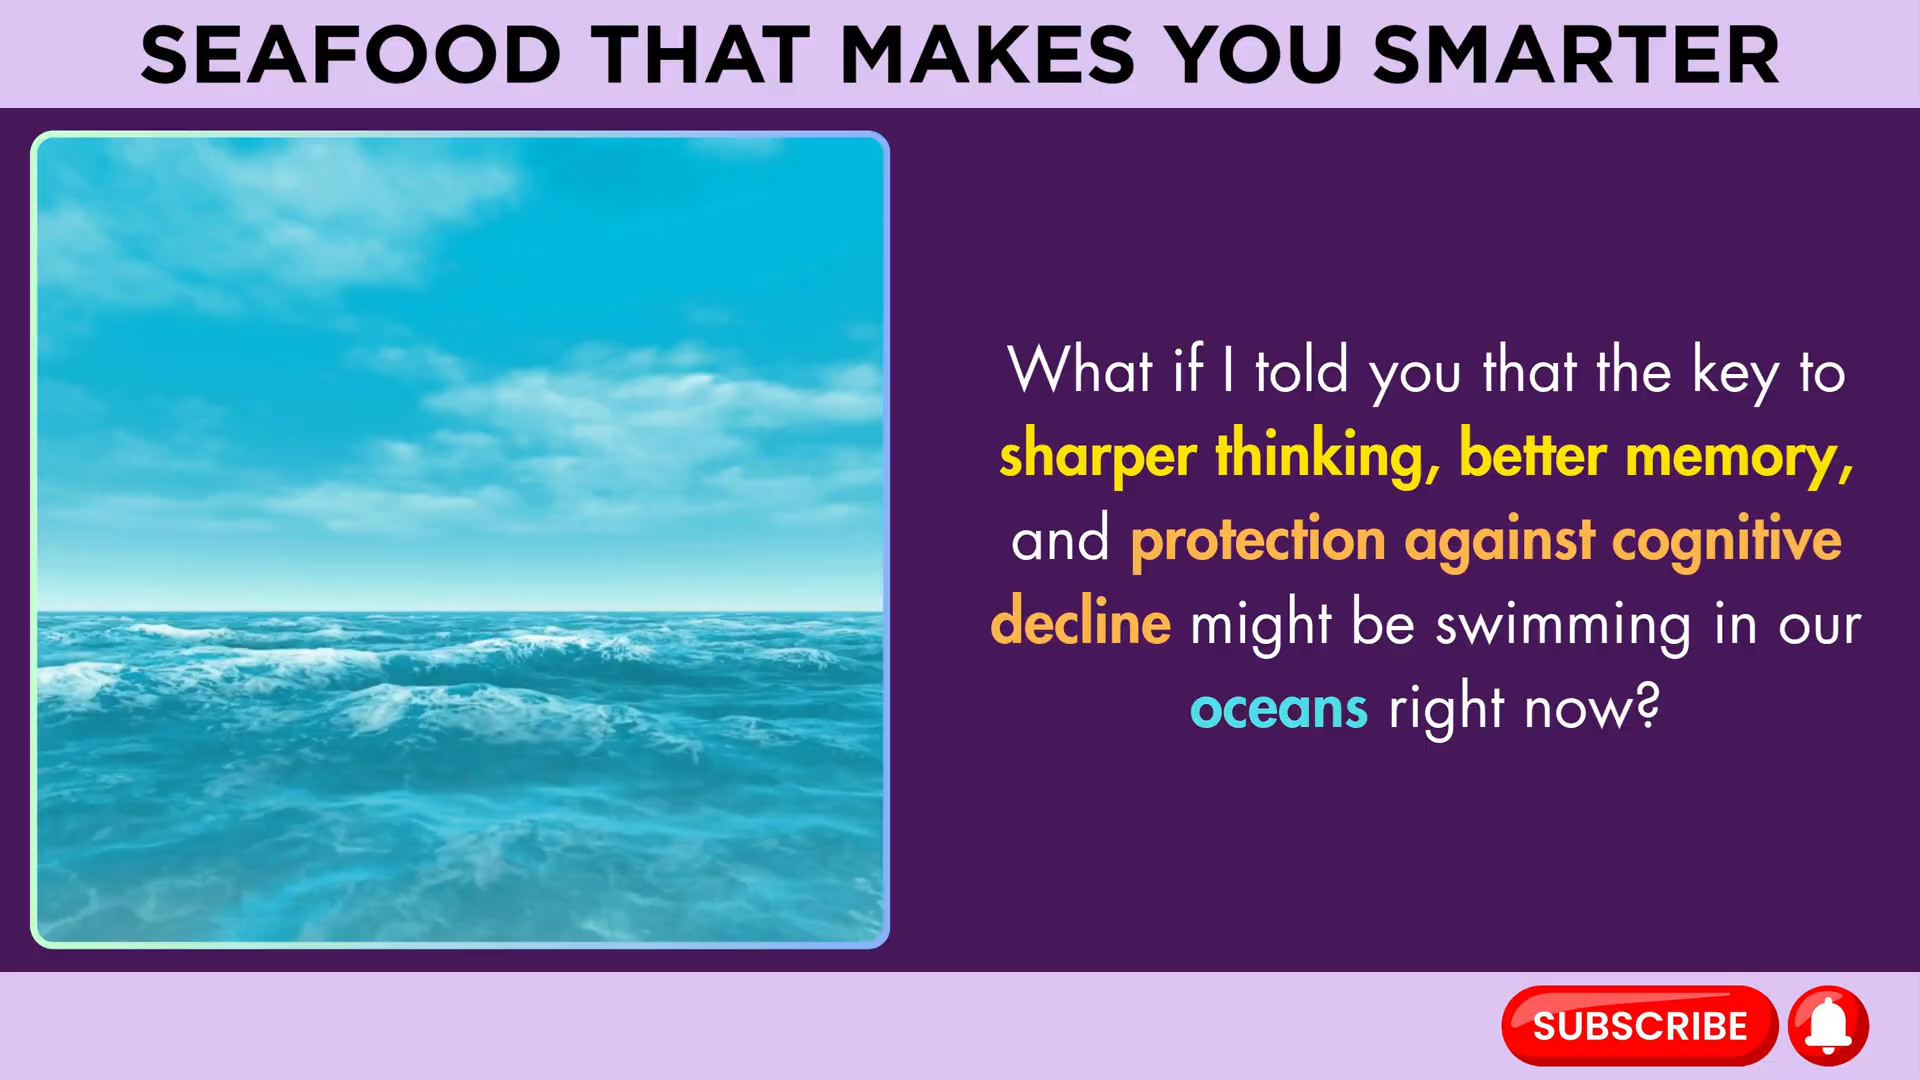 SEAFOOD THAT MAKES YOU SMARTER
What if I told you that the key to
sharper thinking, better memory,
and protection against cognitive
decline might be swimming in our
oceans right now?
SUBSCRIBE